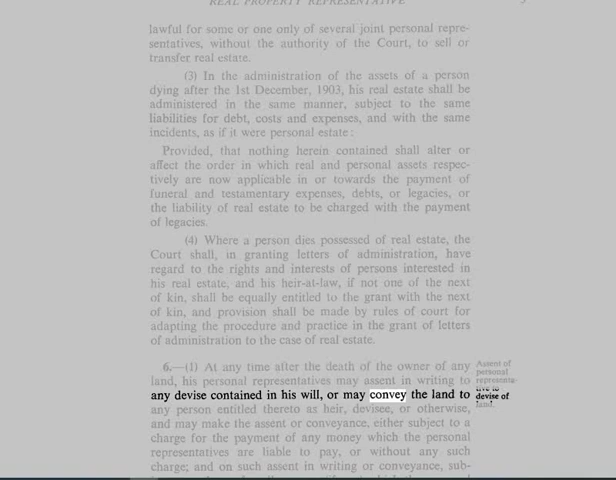 REAL PROPERTY REPRESENTATIVE
lawful for some or one only of several joint personal repre-
sentatives, without the authority of the Court, to sell or
transfer real estate.
(3) In the administration of the assets of a person
dying after the 1st December, 1903, his real estate shall be
administered in the same manner, subject to the same
liabilities for debt, costs and expenses, and with the same
incidents, as if it were personal estate :
Provided, that nothing herein contained shall alter or
affect the order in which real and personal assets respec-
tively are now applicable in or towards the payment of
funeral and testamentary expenses, debts, or legacies, or
the liability of real estate to be charged with the payment
of legacies.
(4) Where a person dies possessed of real estate, the
Court shall, in granting letters of administration, have
regard to the rights and interests of persons interested in
his real estate, and his heir-at-law, if not one of the next
of kin, shall be equally entitled to the grant with the next
of kin, and provision shall be made by rules of court for
adapting the procedure and practice in the grant of letters
of administration to the case of real estate.
6.—(1) At any time after the death of the owner of any
land, his personal representatives may assent in writing to
any devise contained in his will, or may convey the land to
any person entitled thereto as heir, devisee, or otherwise,
and may make the assent or conveyance, either subject to a
charge for the payment of any money which the personal
representatives are liable to pay, or without any such
charge; and on such assent in writing or conveyance, sub-
Assent of
personal
representa-
tive to
devise of
land.